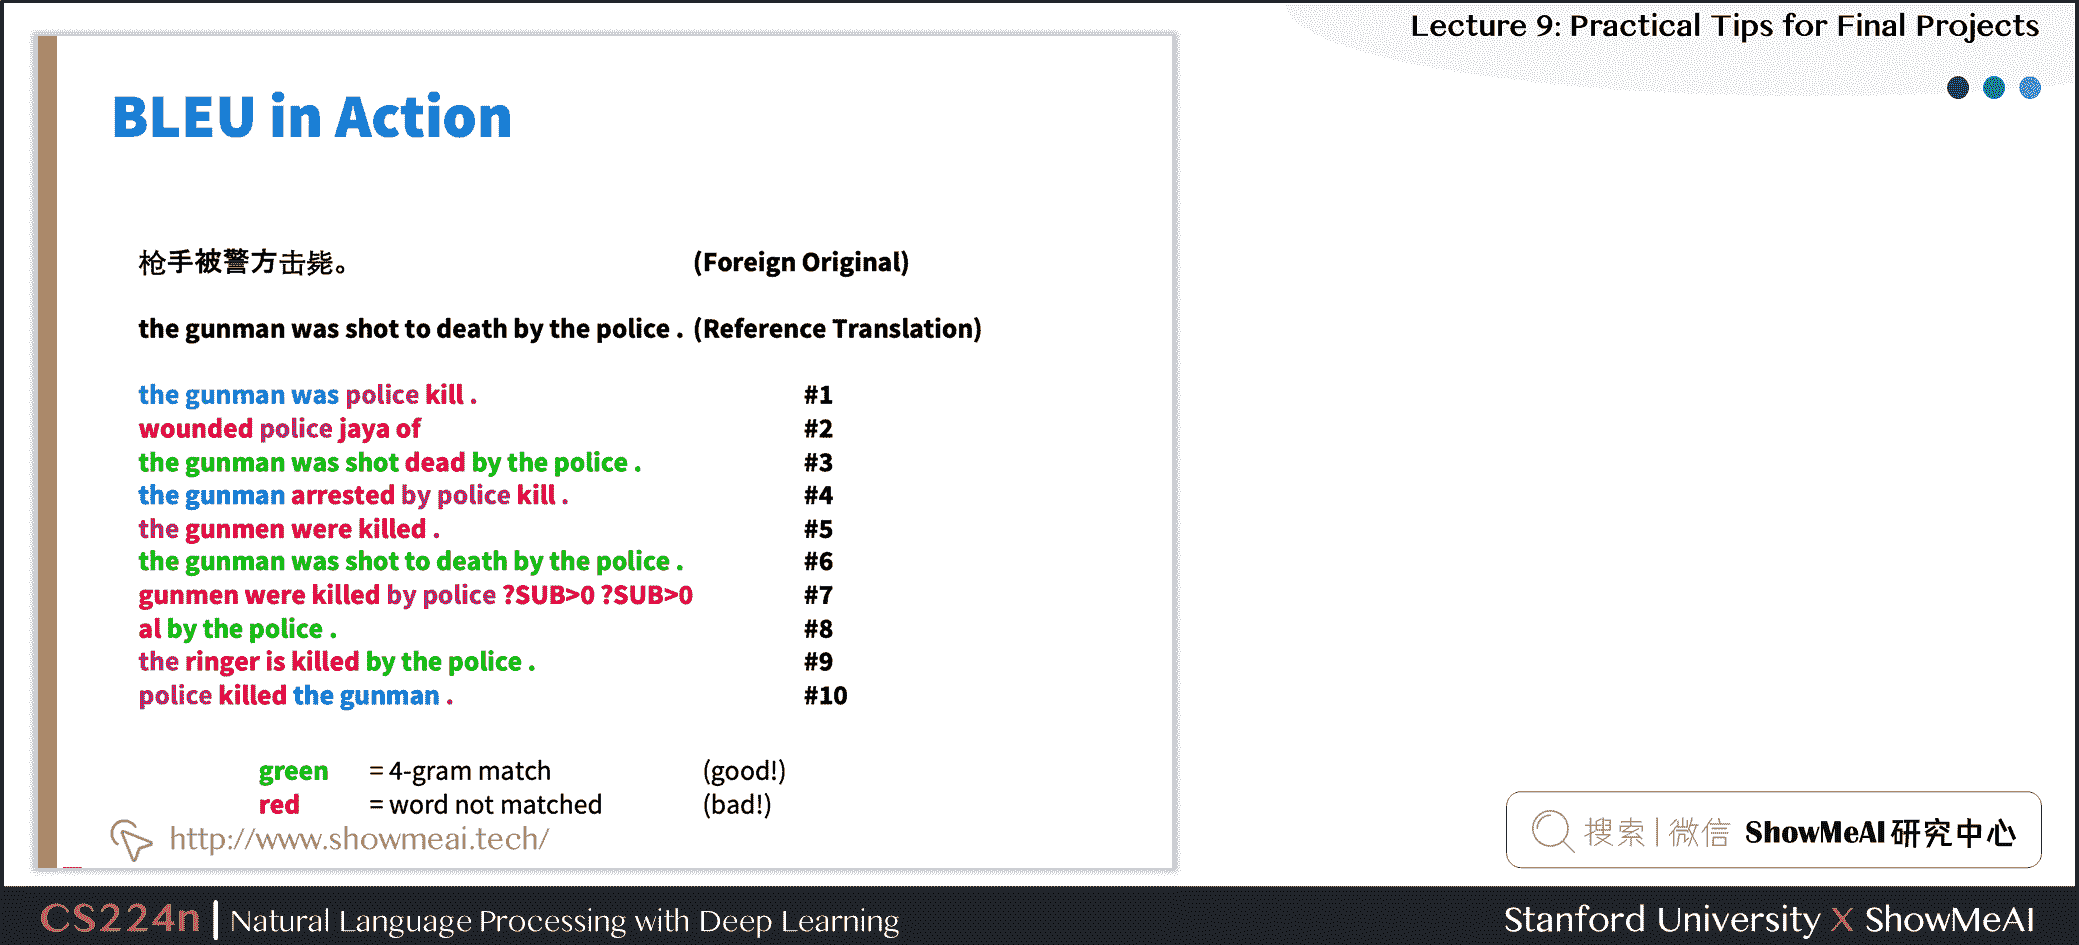 Lecture 9: Practical Tips for Final Projects
BLEU in Action
枪手被警方击毙。 (Foreign Original)
the gunman was shot to death by the police . (Reference Translation)
the gunman was police kill . #1
wounded police jaya of #2
the gunman was shot dead by the police . #3
the gunman arrested by police kill . #4
the gunmen were killed . #5
the gunman was shot to death by the police . #6
gunmen were killed by police ?SUB>0 ?SUB>0 #7
al by the police . #8
the ringer is killed by the police . #9
police killed the gunman . #10
green = 4-gram match (good!)
red = word not matched (bad!)
http://www.showmeai.tech/
搜索 | 微信 ShowMeAI 研究中心
CS224n | Natural Language Processing with Deep Learning
Stanford University X ShowMeAI